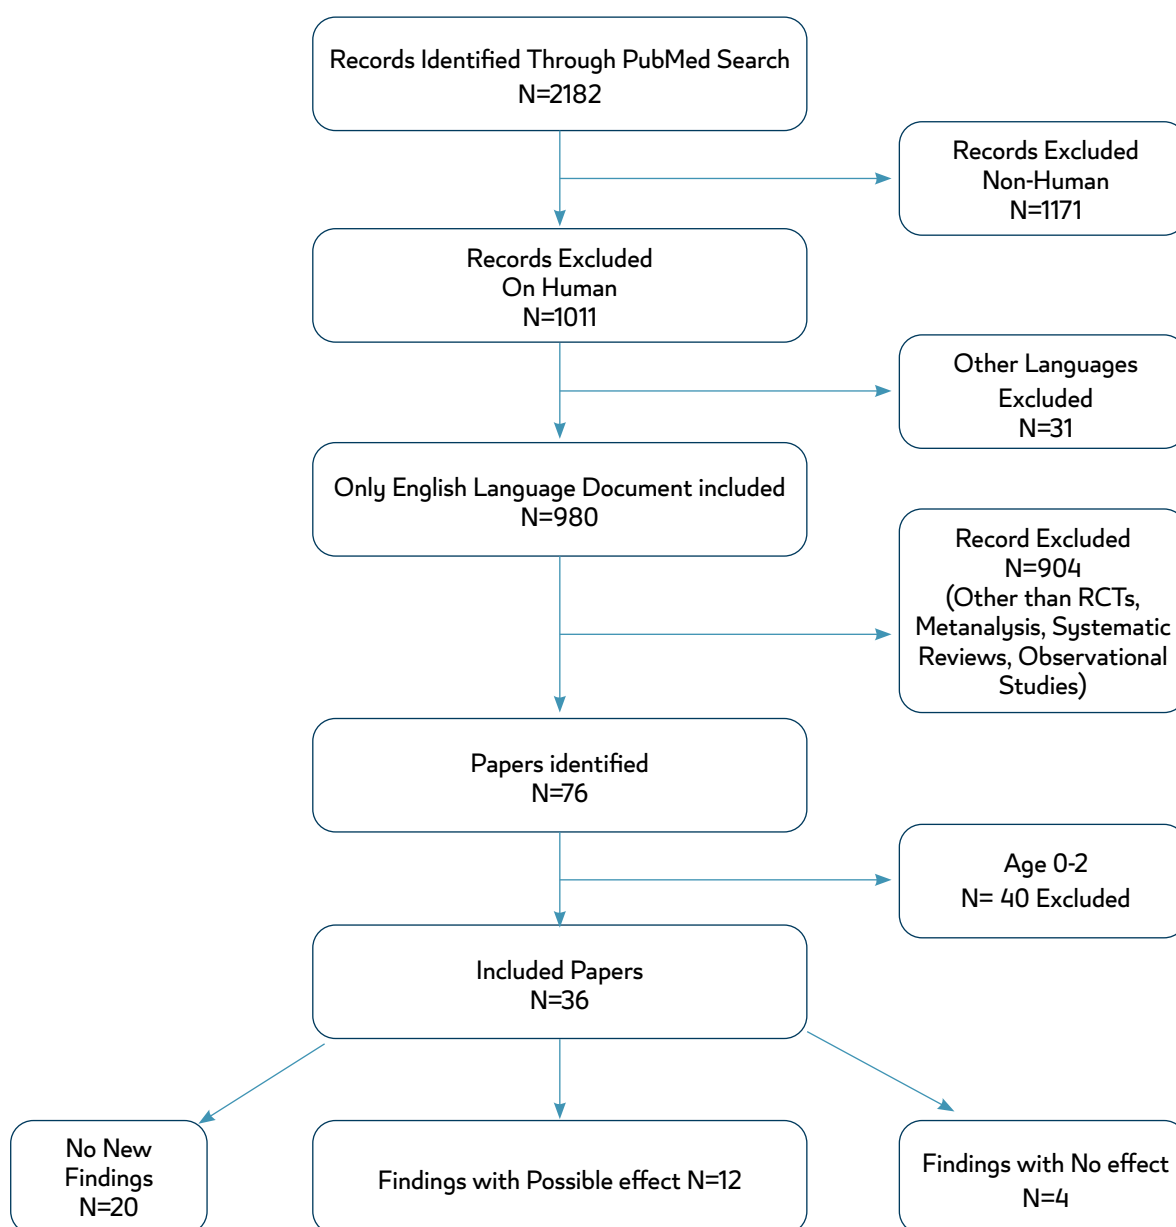 Records Identified Through PubMed Search
N=2182
Records Excluded
Non-Human
N=1171
Records Excluded
On Human
N=1011
Other Languages
Excluded
N=31
Only English Language Document included
N=980
Record Excluded
N=904
(Other than RCTs,
Metanalysis, Systematic
Reviews, Observational
Studies)
Papers identified
N=76
Age 0-2
N= 40 Excluded
Included Papers
N=36
No New
Findings
N=20
Findings with Possible effect N=12
Findings with No effect
N=4